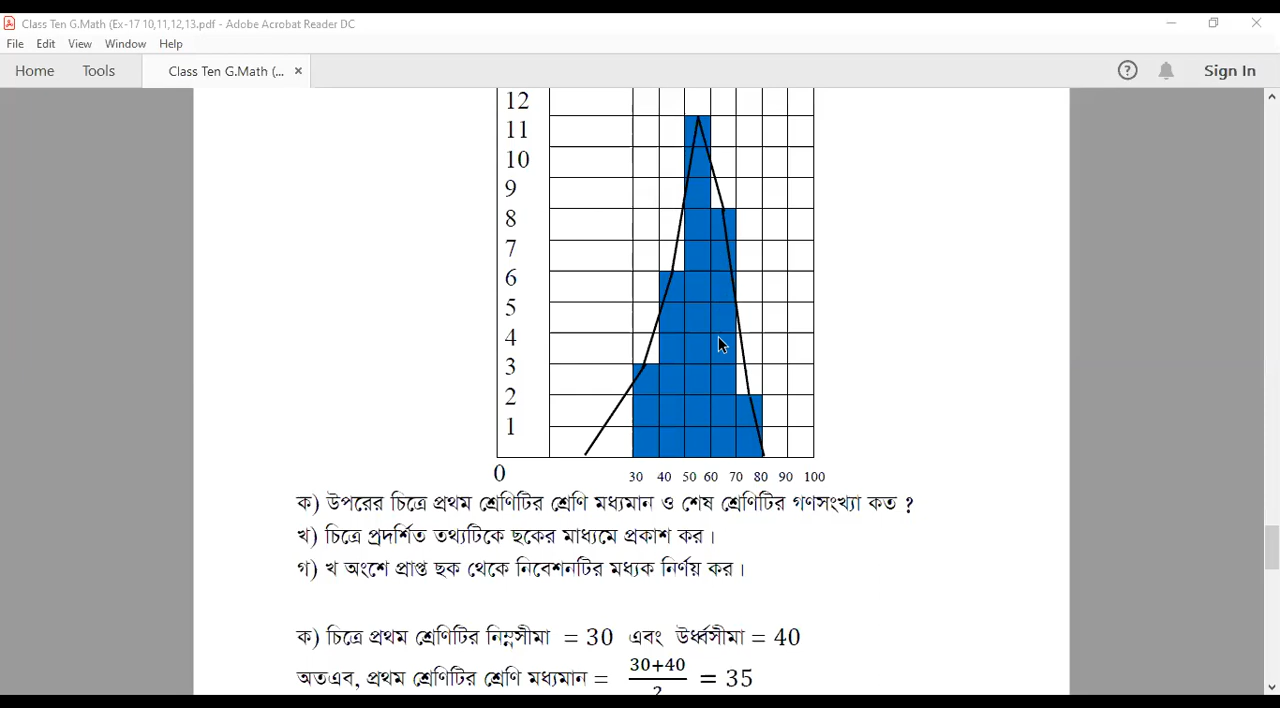 Class Ten G.Math (Ex-17 10,11,12,13.pdf - Adobe Acrobat Reader DC
File Edit View Window Help
Home Tools Class Ten G.Math (... × ? Sign In
12
11
10
9
8
7
6
5
4
3
2
1
0 30 40 50 60 70 80 90 100
ক) উপরের চিত্রে প্রথম শ্রেণিটির শ্রেণি মধ্যমান ও শেষ শ্রেণিটির গণসংখ্যা কত ?
খ) চিত্রে প্রদর্শিত তথ্যটিকে ছকের মাধ্যমে প্রকাশ কর।
গ) খ অংশে প্রাপ্ত ছক থেকে নিবেশনটির মধ্যক নির্ণয় কর।
ক) চিত্রে প্রথম শ্রেণিটির নিম্নসীমা = 30 এবং উর্ধ্বসীমা = 40
অতএব, প্রথম শ্রেণিটির শ্রেণি মধ্যমান = 30+40/2 = 35